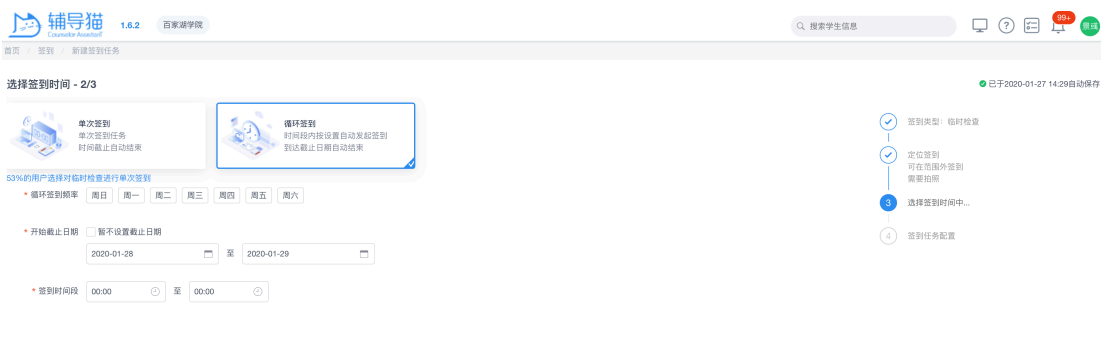 辅导猫
Counselor Assistant
1.6.2
百家湖学院
搜索学生信息
99+
首页 / 签到 / 新建签到任务
选择签到时间 - 2/3
已于2020-01-27 14:29自动保存
单次签到
单次签到任务
时间截止自动结束
循环签到
时间段内按设置自动发起签到
到达截止日期自动结束
53%的用户选择对临时检查进行单次签到
* 循环签到频率 周日 周一 周二 周三 周四 周五 周六
* 开始截止日期 暂不设置截止日期
2020-01-28 至 2020-01-29
* 签到时间段 00:00 至 00:00
签到类型：临时检查
定位签到
可在范围外签到
需要拍照
3 选择签到时间中...
4 签到任务配置